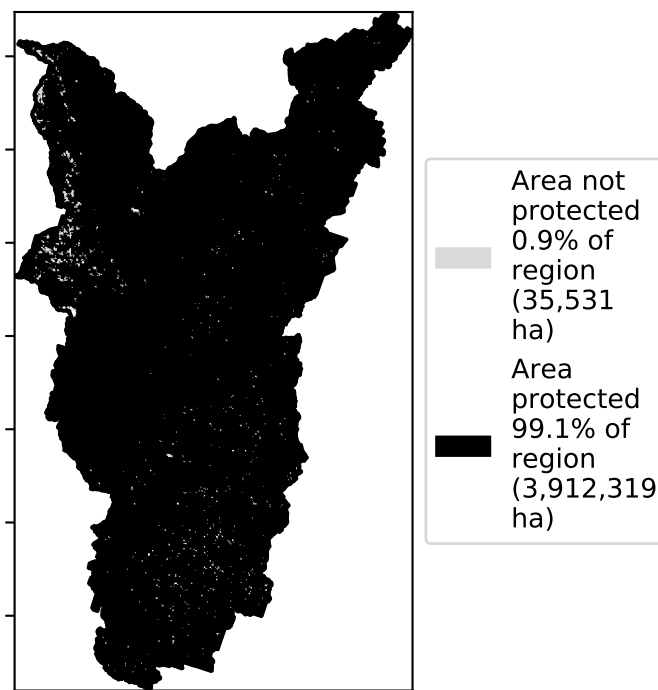 Area not
protected
0.9% of
region
(35,531
ha)
Area
protected
99.1% of
region
(3,912,319
ha)